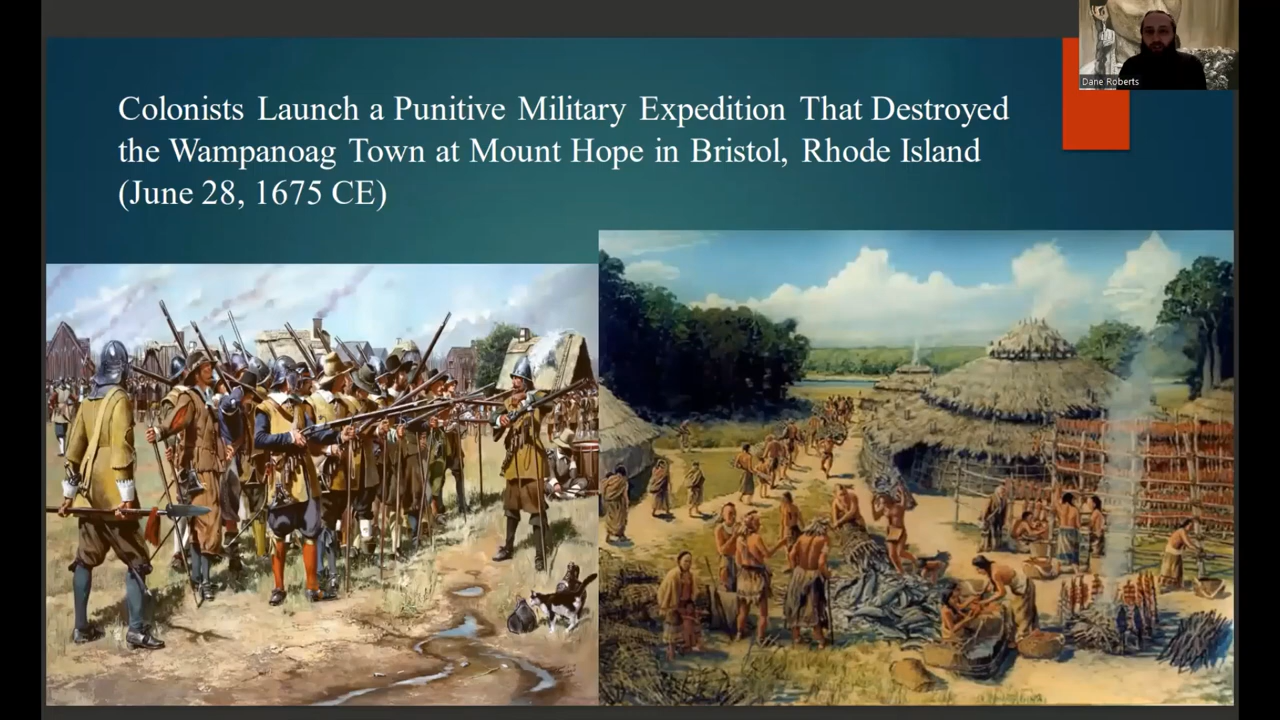 Colonists Launch a Punitive Military Expedition That Destroyed
the Wampanoag Town at Mount Hope in Bristol, Rhode Island
(June 28, 1675 CE)
Dane Roberts